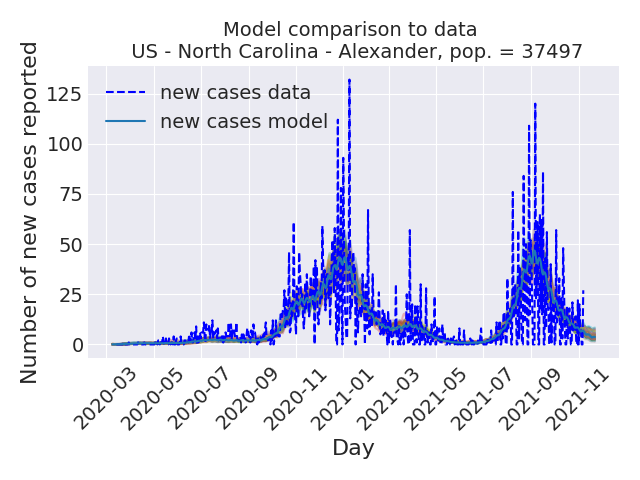 Model comparison to data
US - North Carolina - Alexander, pop. = 37497
Number of new cases reported
125
100
75
50
25
0
new cases data
new cases model
2020-03
2020-05
2020-07
2020-09
2020-11
2021-01
2021-03
2021-05
2021-07
2021-09
2021-11
Day